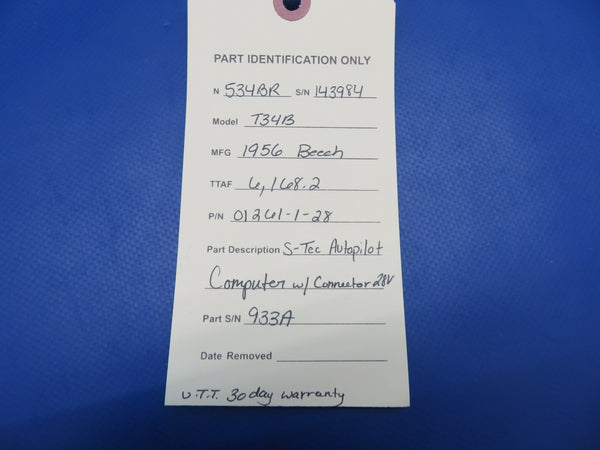 PART IDENTIFICATION ONLY
N 534BR S/N 143984
Model T34B
MFG 1956 Beech
TTAF 6,168.2
P/N 01261-1-28
Part Description S-Tec Autopilot
Computer w/ Connector 28V
Part S/N 933A
Date Removed
U.T.T. 30 day warranty